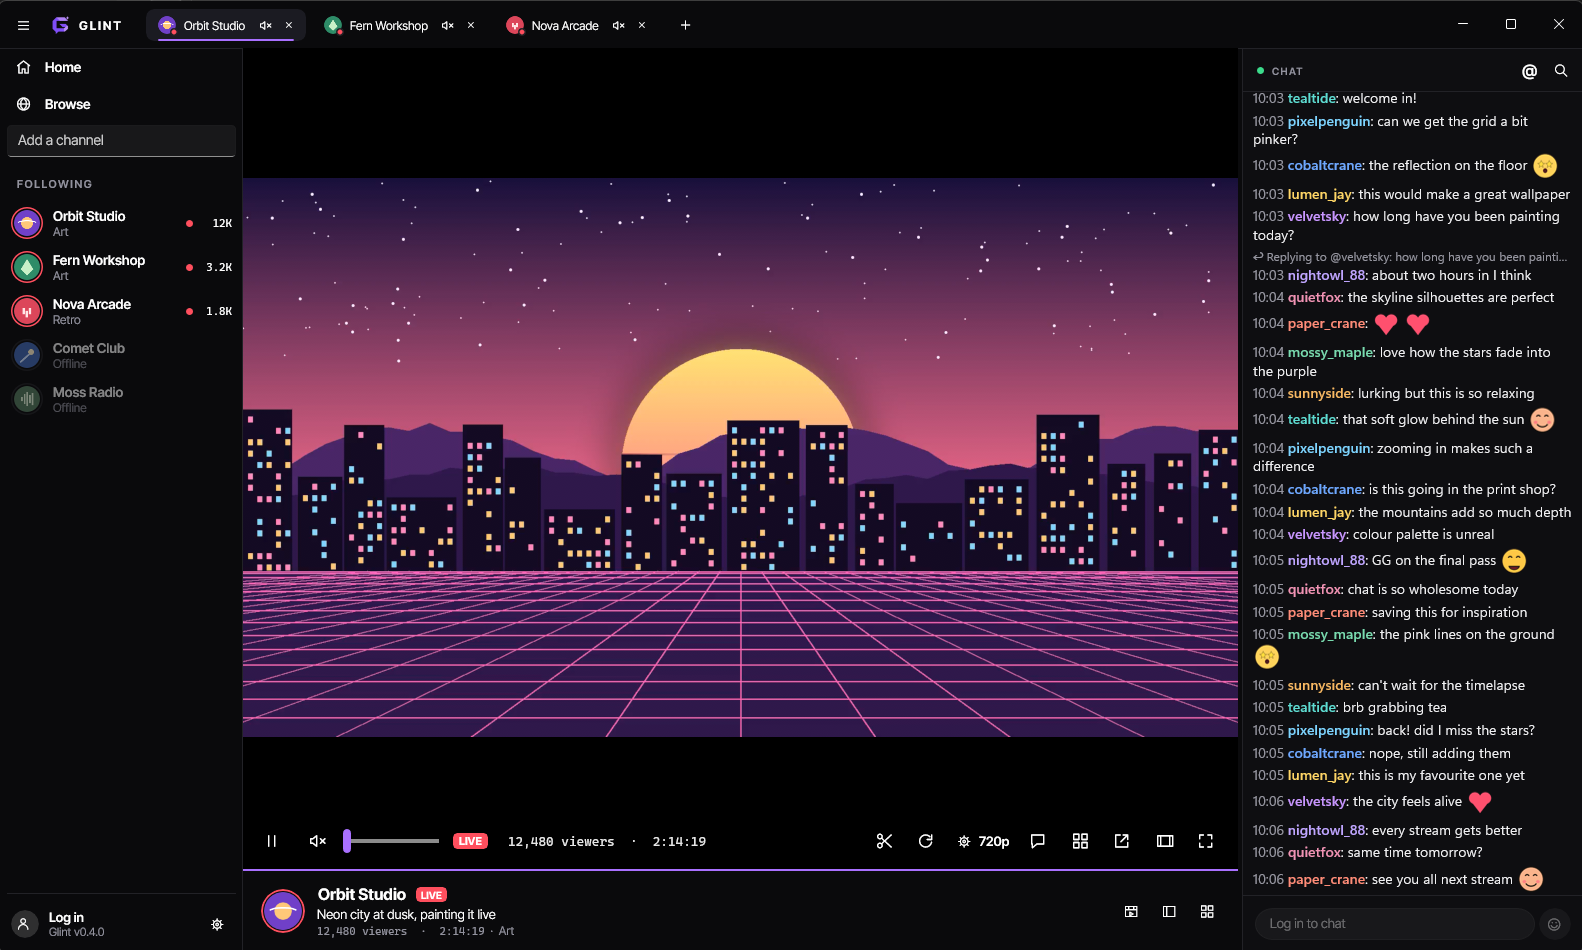 GLINT
Orbit Studio
Fern Workshop
Nova Arcade
Home
Browse
Add a channel
FOLLOWING
Orbit Studio
Art
12K
Fern Workshop
Art
3.2K
Nova Arcade
Retro
1.8K
Comet Club
Offline
Moss Radio
Offline
Log in
Glint v0.4.0
LIVE 12,480 viewers · 2:14:19
720p
Orbit Studio LIVE
Neon city at dusk, painting it live
12,480 viewers · 2:14:19 · Art
CHAT
@
10:03 tealtide: welcome in!
10:03 pixelpenguin: can we get the grid a bit
pinker?
10:03 cobaltcrane: the reflection on the floor
10:03 lumen_jay: this would make a great wallpaper
10:03 velvetsky: how long have you been painting
today?
Replying to @velvetsky: how long have you been painti...
10:03 nightowl_88: about two hours in I think
10:04 quietfox: the skyline silhouettes are perfect
10:04 paper_crane:
10:04 mossy_maple: love how the stars fade into
the purple
10:04 sunnyside: lurking but this is so relaxing
10:04 tealtide: that soft glow behind the sun
10:04 pixelpenguin: zooming in makes such a
difference
10:04 cobaltcrane: is this going in the print shop?
10:04 lumen_jay: the mountains add so much depth
10:04 velvetsky: colour palette is unreal
10:05 nightowl_88: GG on the final pass
10:05 quietfox: chat is so wholesome today
10:05 paper_crane: saving this for inspiration
10:05 mossy_maple: the pink lines on the ground
10:05 sunnyside: can't wait for the timelapse
10:05 tealtide: brb grabbing tea
10:05 pixelpenguin: back! did I miss the stars?
10:05 cobaltcrane: nope, still adding them
10:05 lumen_jay: this is my favourite one yet
10:06 velvetsky: the city feels alive
10:06 nightowl_88: every stream gets better
10:06 quietfox: same time tomorrow?
10:06 paper_crane: see you all next stream
Log in to chat